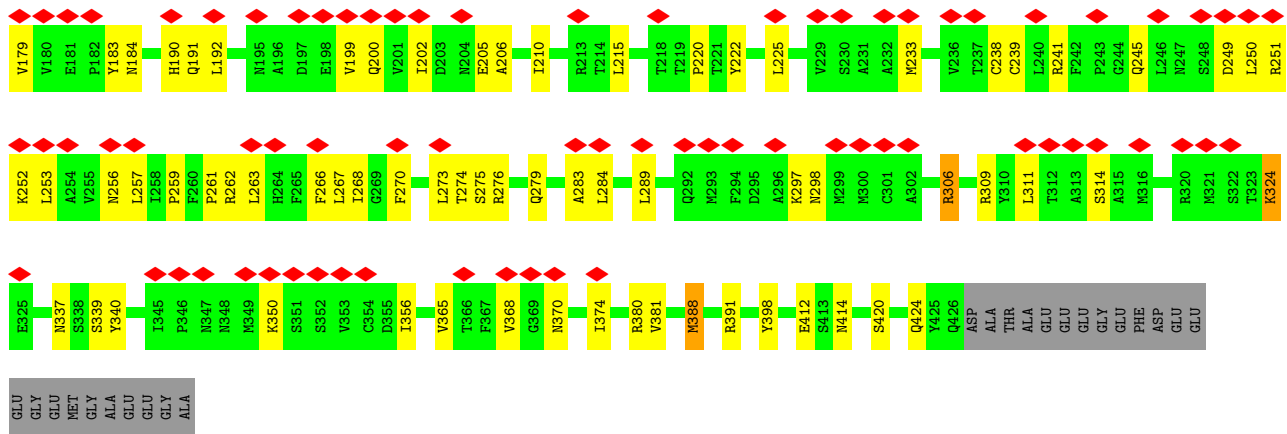 V179 V180 E181 P182 Y183 N184 H190 Q191 L192 N195 A196 D197 E198 V199 Q200 V201 I202 D203 N204 E205 A206 I210 R213 T214 L215 T218 T219 P220 T221 Y222 L225 V229 S230 A231 A232 M233 V236 T237 C238 C239 L240 R241 F242 P243 G244 Q245 L246 N247 S248 D249 L250 R251
K252 L253 A254 V255 N256 L257 I258 P259 F260 P261 R262 L263 H264 F265 F266 L267 I268 G269 F270 L273 T274 S275 R276 Q279 A283 L284 L289 Q292 M293 F294 D295 A296 K297 N298 M299 M300 C301 A302 R306 R309 Y310 L311 T312 A313 S314 A315 M316 R320 M321 S322 T323 K324
E325 N337 S338 S339 Y340 I345 P346 N347 N348 M349 K350 S351 S352 V353 C354 D355 I356 V365 T366 F367 V368 G369 N370 I374 R380 V381 M388 R391 Y398 E412 S413 N414 S420 Q424 Y425 Q426 ASP ALA THR ALA GLU GLU GLU GLY GLU PHE ASP GLU GLU
GLU GLY GLU MET GLY ALA GLU GLU GLY ALA